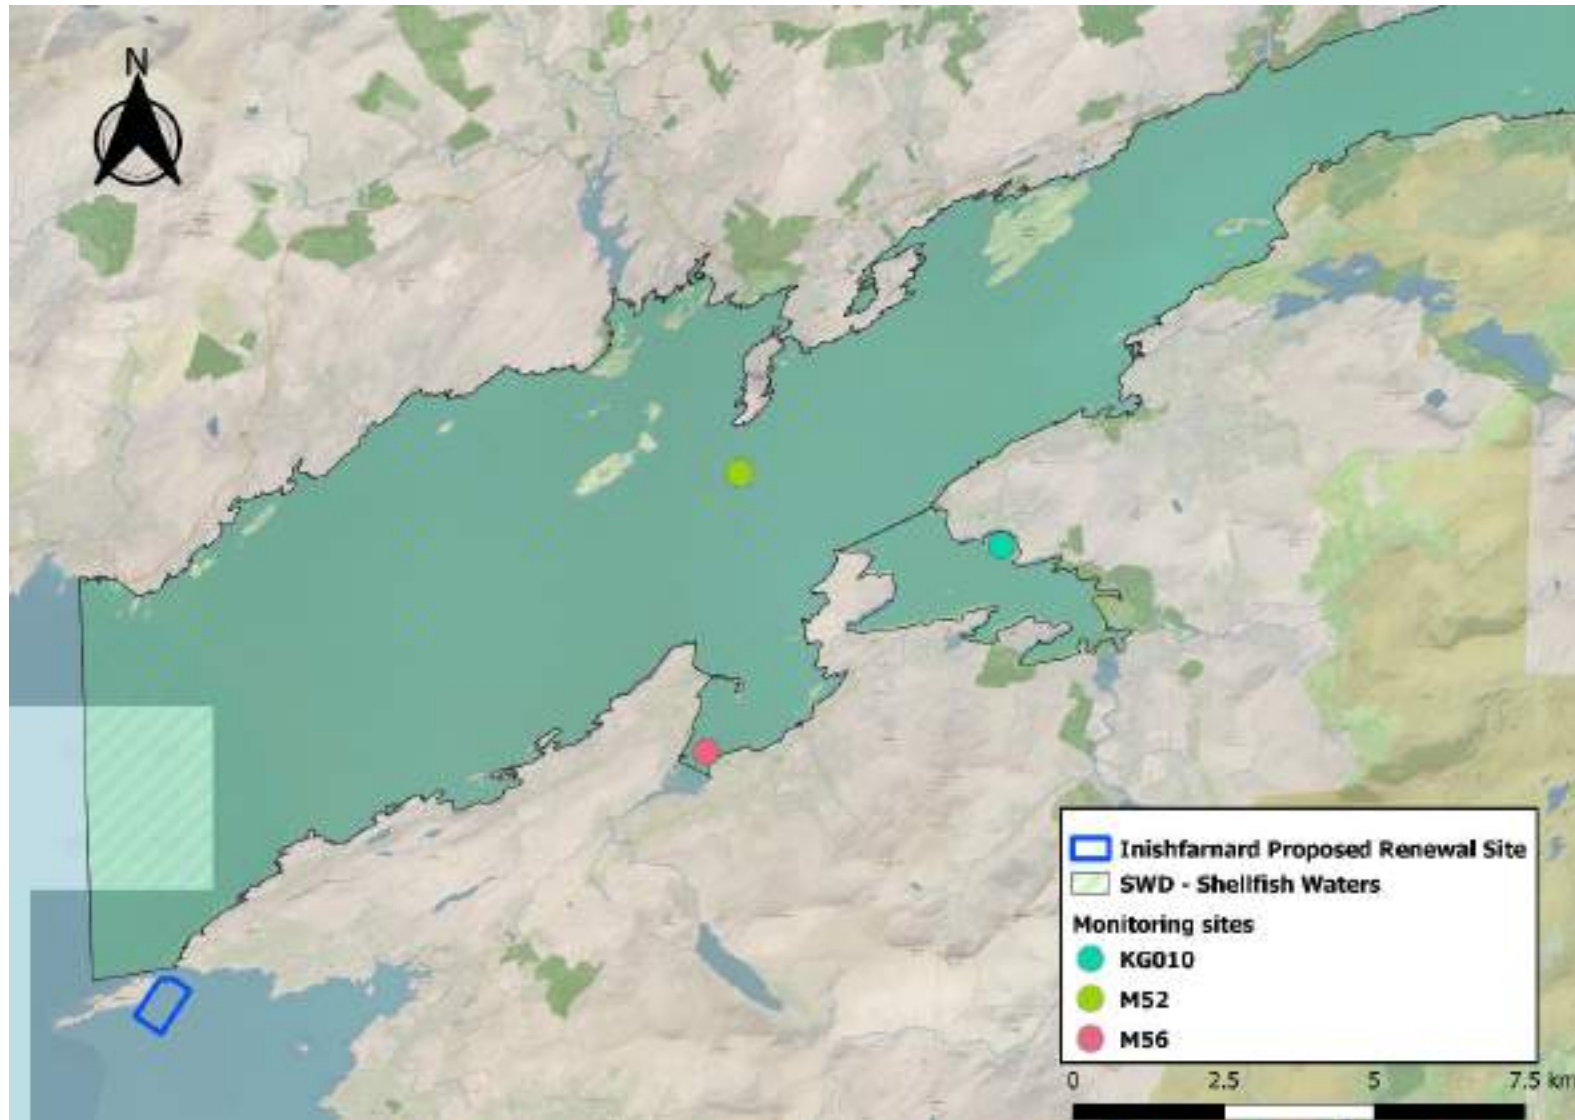 N
Inishfarnard Proposed Renewal Site
SWD - Shellfish Waters
Monitoring sites
KG010
M52
M56
0 2.5 5 7.5 km